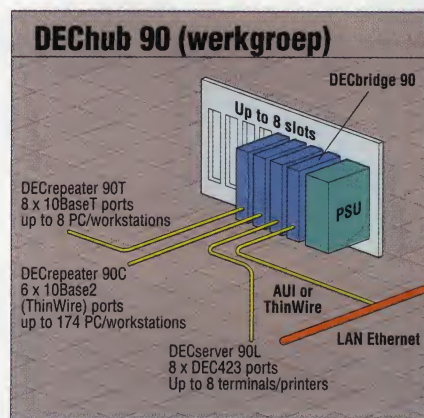 DEChub 90 (werkgroep)
DECbridge 90
Up to 8 slots
PSU
DECrepeater 90T
8 x 10BaseT ports
up to 8 PC/workstations
DECrepeater 90C
6 x 10Base2
(ThinWire) ports
up to 174 PC/workstations
AUI or
ThinWire
LAN Ethernet
DECserver 90L
8 x DEC423 ports
Up to 8 terminals/printers